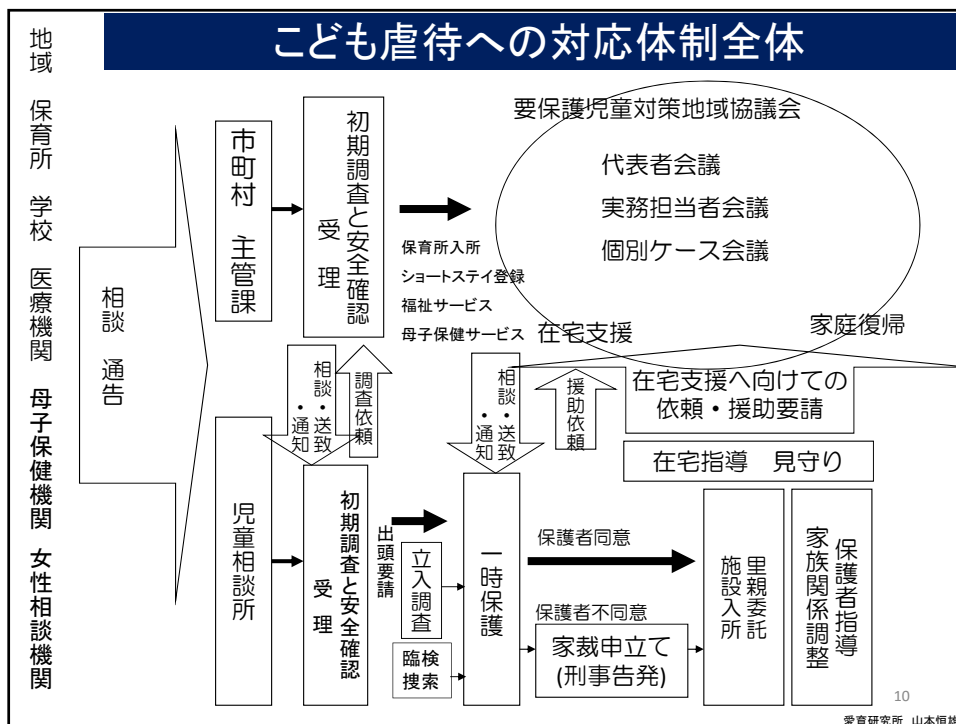 こども虐待への対応体制全体
地域　保育所　学校　医療機関　母子保健機関　女性相談機関
相談　通告
市町村　主管課
初期調査と安全確認
受理
保育所入所
ショートステイ登録
福祉サービス
母子保健サービス
要保護児童対策地域協議会
代表者会議
実務担当者会議
個別ケース会議
在宅支援
家庭復帰
相談・送致
・通知
調査依頼
相談・送致
・通知
援助依頼
在宅支援へ向けての
依頼・援助要請
在宅指導　見守り
児童相談所
初期調査と安全確認
受理
出頭要請
立入調査
臨検
捜索
一時保護
保護者同意
保護者不同意
家裁申立て
(刑事告発)
里親委託
施設入所
保護者指導
家族関係調整
10
愛育研究所　山本恒雄